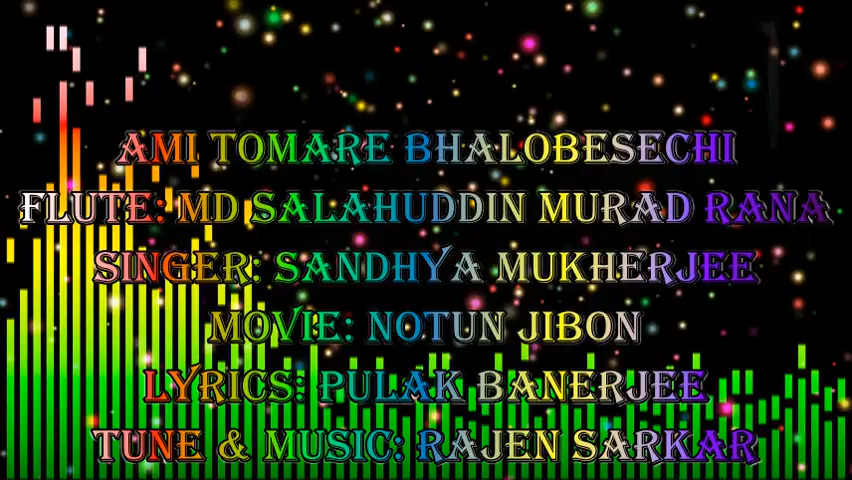 AMI TOMARE BHALOBESECHI
FLUTE: MD SALAHUDDIN MURAD RANA
SINGER: SANDHYA MUKHERJEE
MOVIE: NOTUN JIBON
LYRICS: PULAK BANERJEE
TUNE & MUSIC: RAJEN SARKAR